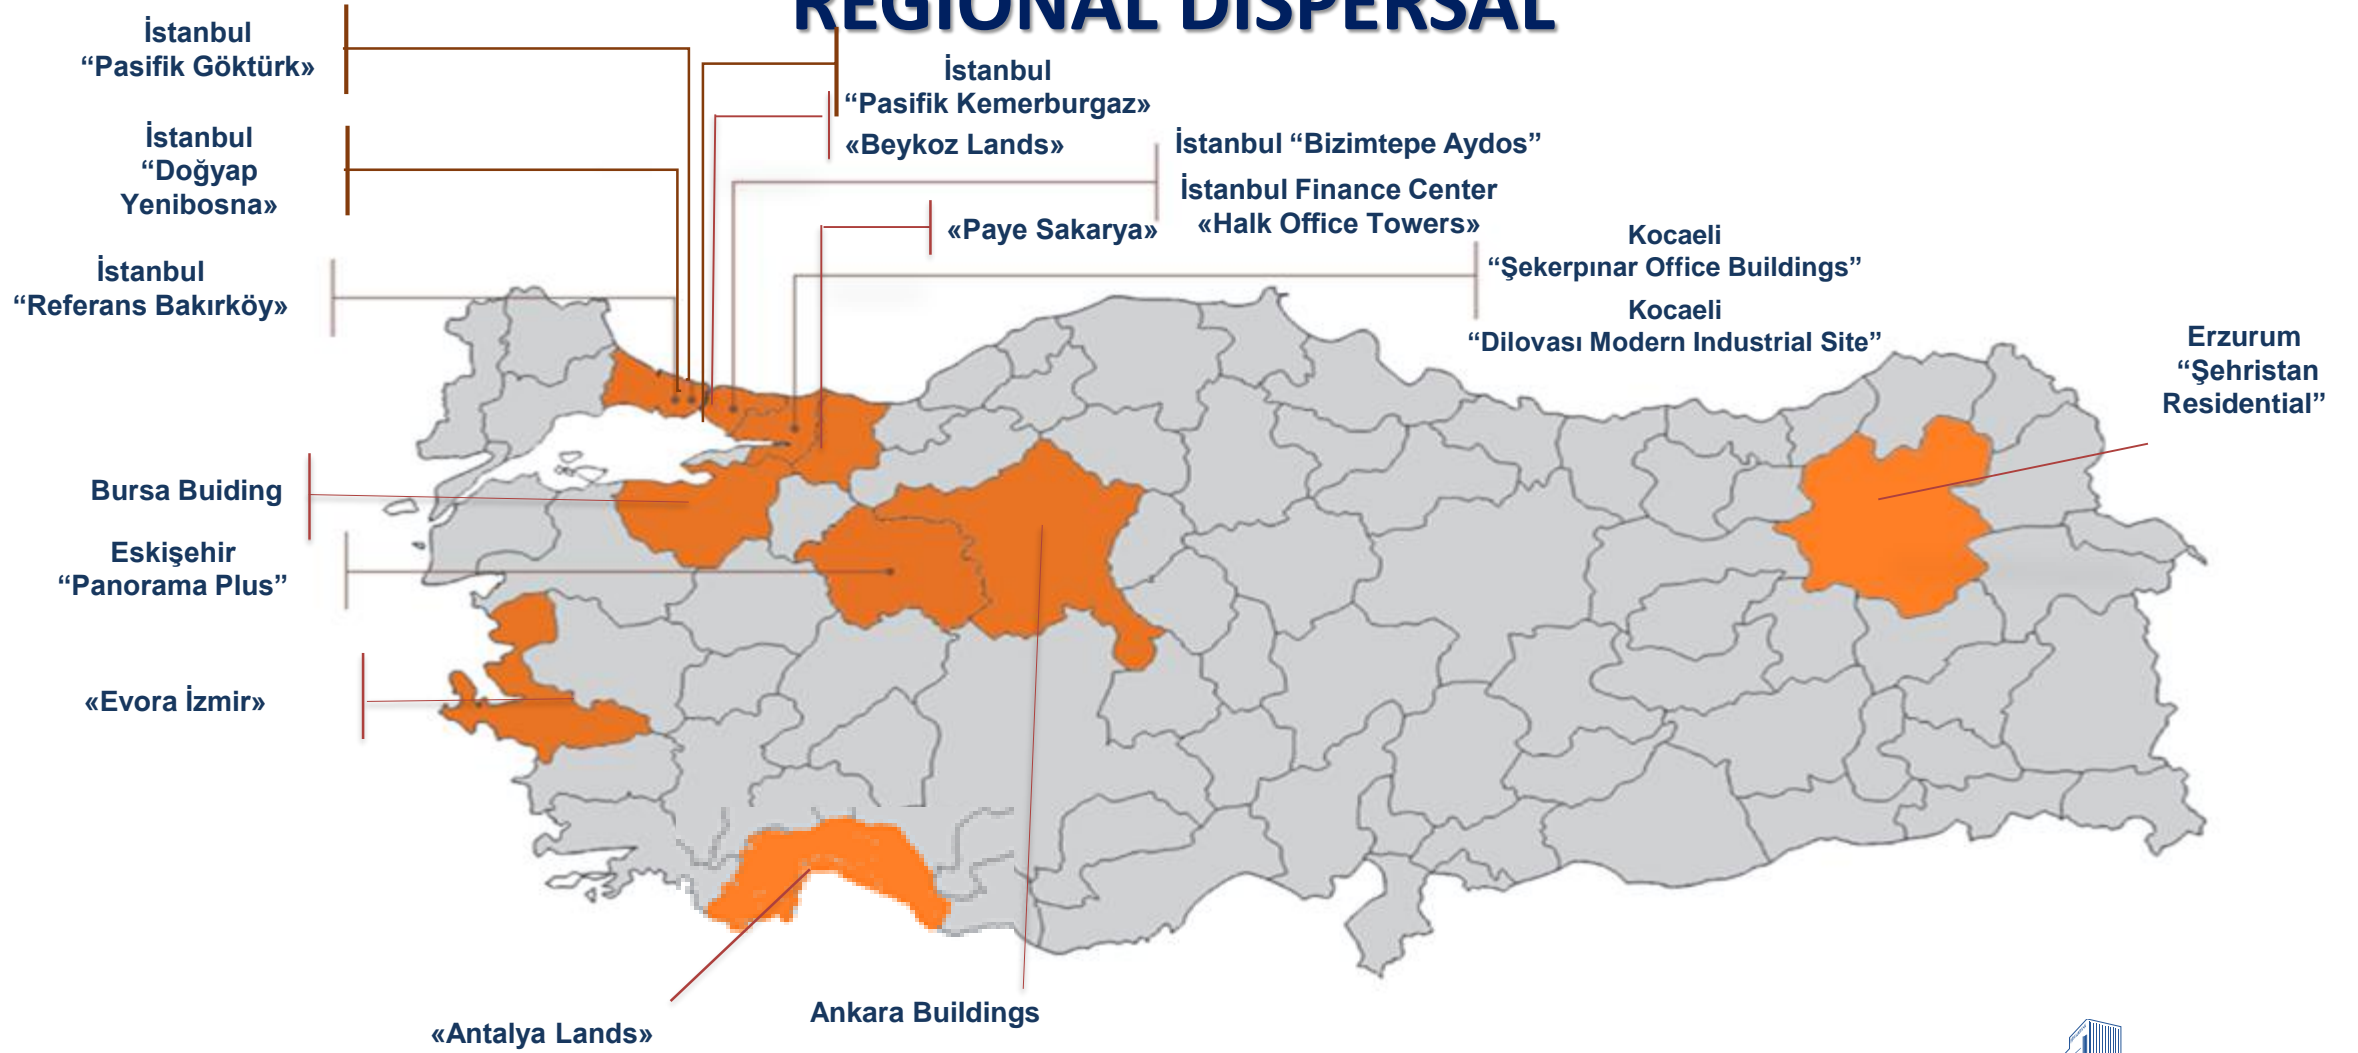 REGIONAL DISPERSAL
İstanbul
“Pasifik Göktürk»
İstanbul
“Pasifik Kemerburgaz»
«Beykoz Lands»
İstanbul
“Doğyap
Yenibosna»
İstanbul “Bizimtepe Aydos”
İstanbul Finance Center
«Halk Office Towers»
«Paye Sakarya»
Kocaeli
“Şekerpınar Office Buildings”
Kocaeli
“Dilovası Modern Industrial Site”
İstanbul
“Referans Bakırköy»
Erzurum
“Şehristan
Residential”
Bursa Buiding
Eskişehir
“Panorama Plus”
«Evora İzmir»
Ankara Buildings
«Antalya Lands»